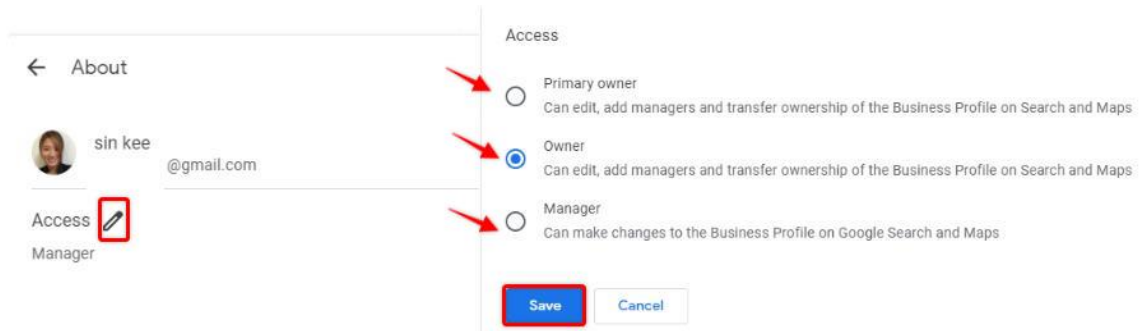 About
sin kee
@gmail.com
Access
Manager
Access
Primary owner
Can edit, add managers and transfer ownership of the Business Profile on Search and Maps
Owner
Can edit, add managers and transfer ownership of the Business Profile on Search and Maps
Manager
Can make changes to the Business Profile on Google Search and Maps
Save Cancel